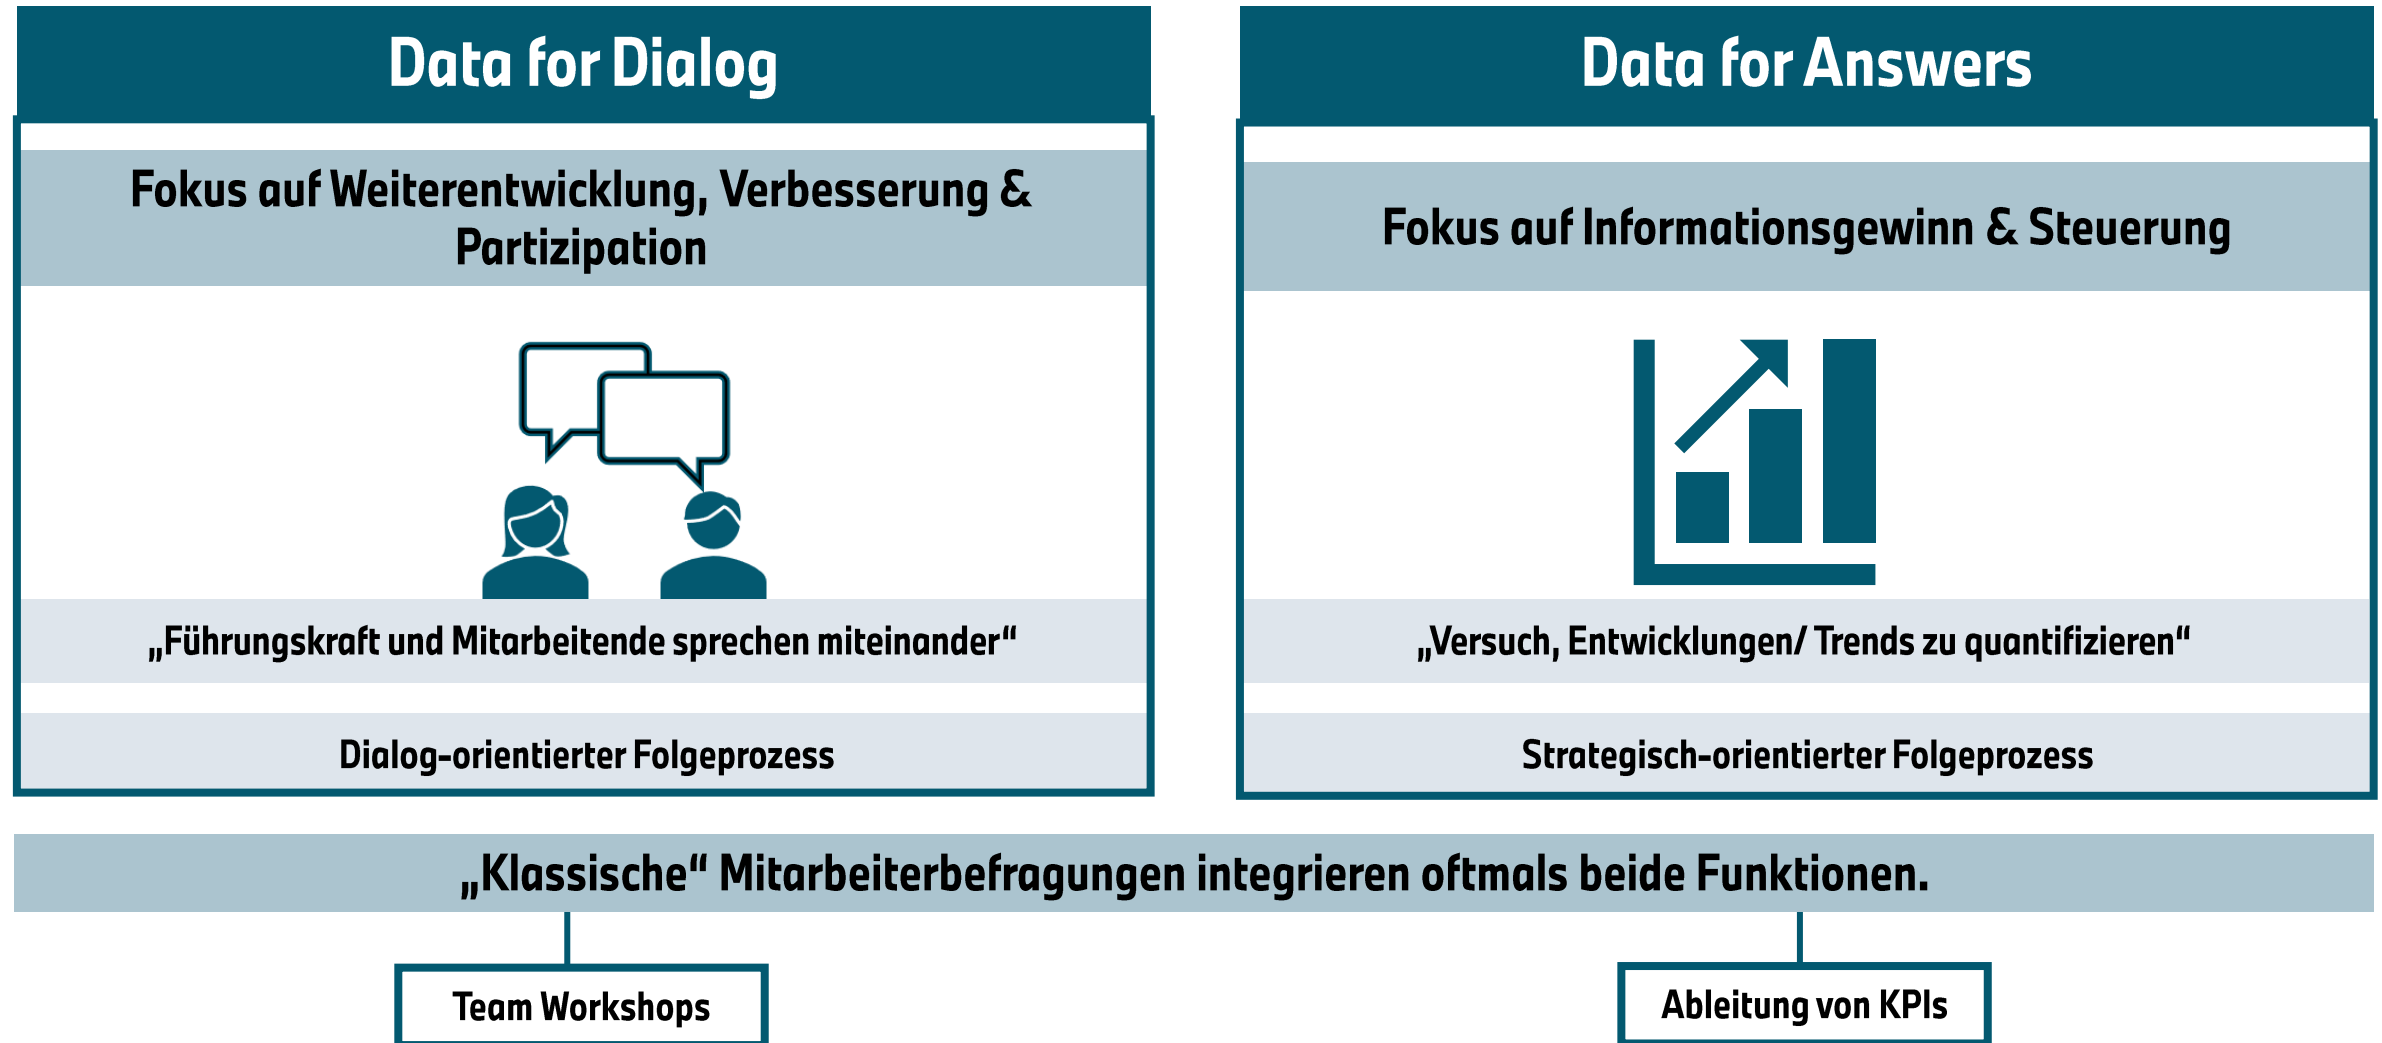 Data for Dialog
Fokus auf Weiterentwicklung, Verbesserung &
Partizipation
„Führungskraft und Mitarbeitende sprechen miteinander“
Dialog-orientierter Folgeprozess
Data for Answers
Fokus auf Informationsgewinn & Steuerung
„Versuch, Entwicklungen/ Trends zu quantifizieren“
Strategisch-orientierter Folgeprozess
„Klassische“ Mitarbeiterbefragungen integrieren oftmals beide Funktionen.
Team Workshops
Ableitung von KPIs